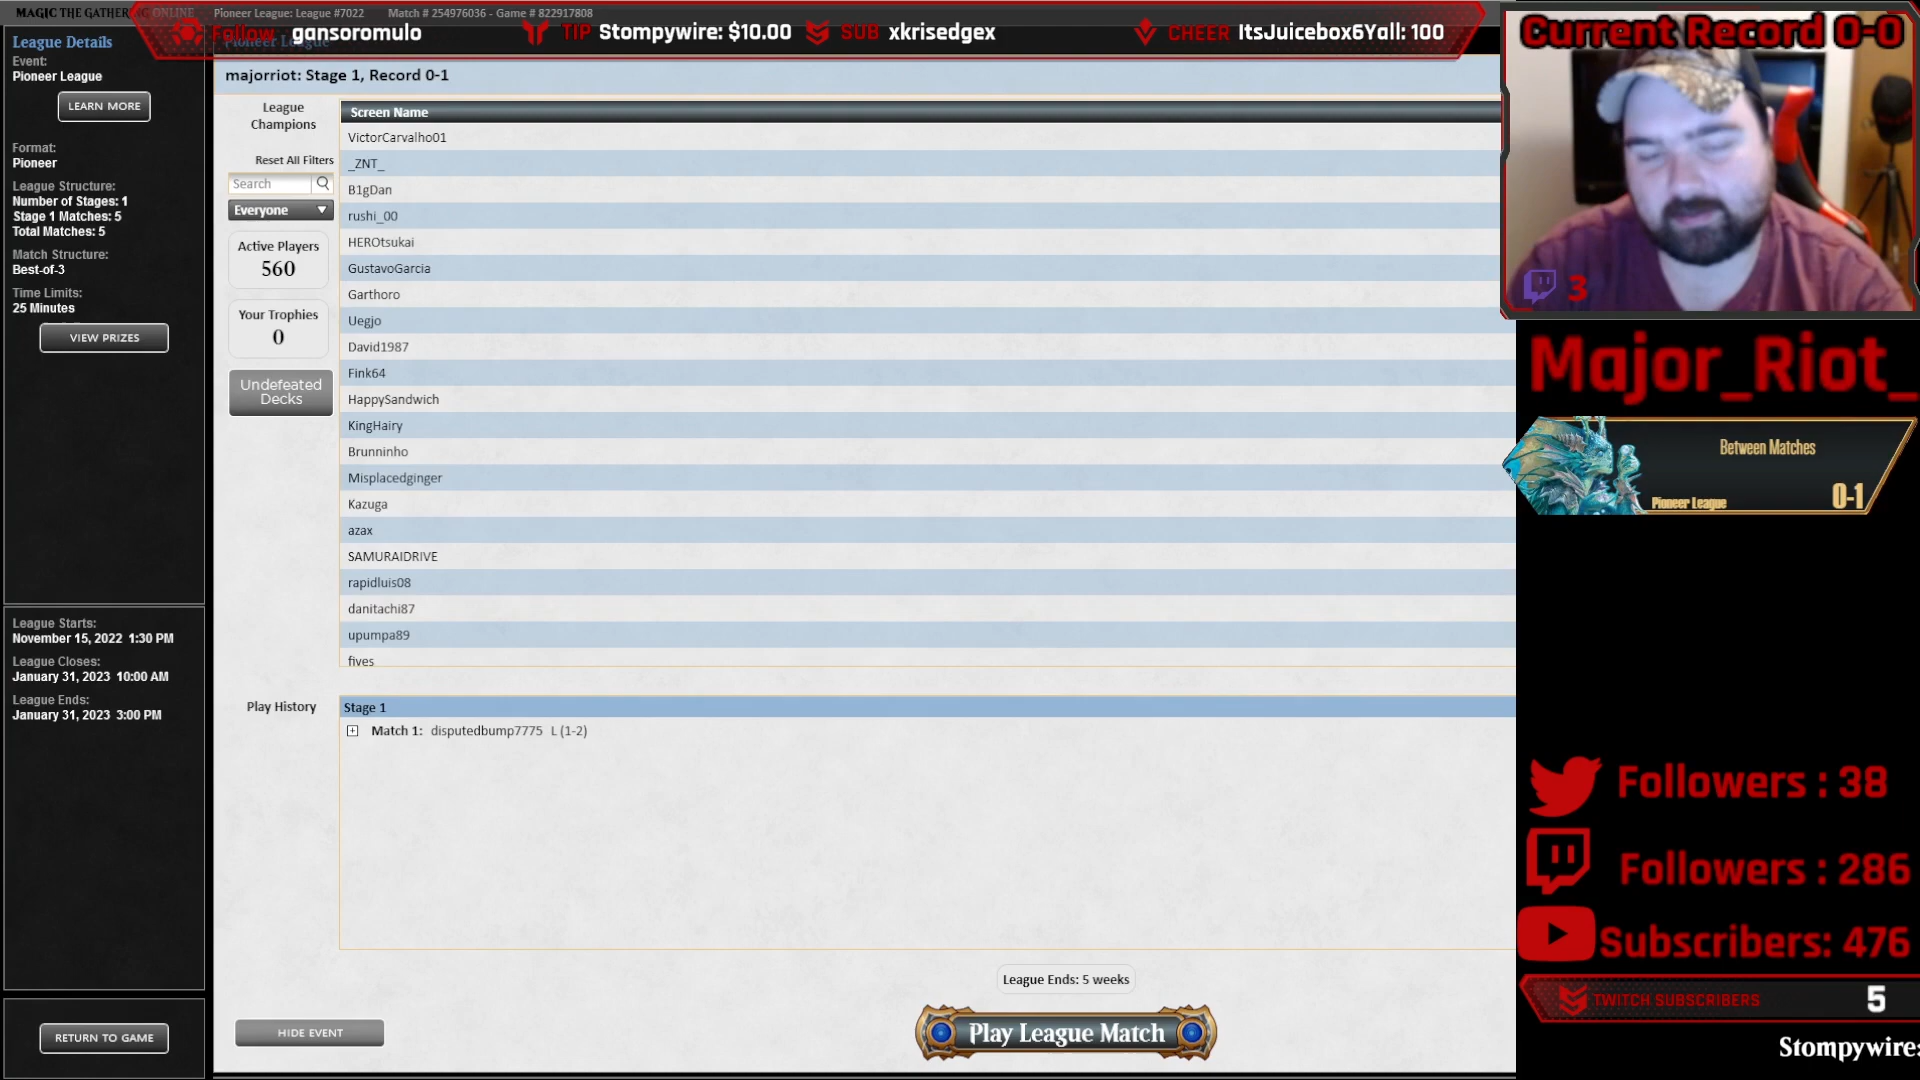 MAGIC THE GATHERING ONLINE
Pioneer League: League #7022
Match # 254976036 - Game # 822917808
Follow gansoromulo
TIP Stompywire: $10.00
SUB xkrisedgex
CHEER ItsJuicebox6Yall: 100
Current Record 0-0
League Details
Event:
Pioneer League
LEARN MORE
Format:
Pioneer
League Structure:
Number of Stages: 1
Stage 1 Matches: 5
Total Matches: 5
Match Structure:
Best-of-3
Time Limits:
25 Minutes
VIEW PRIZES
League Starts:
November 15, 2022 1:30 PM
League Closes:
January 31, 2023 10:00 AM
League Ends:
January 31, 2023 3:00 PM
RETURN TO GAME
Pioneer League
majorriot: Stage 1, Record 0-1
League
Champions
Reset All Filters
Search
Everyone
Active Players
560
Your Trophies
0
Undefeated
Decks
Screen Name
VictorCarvalho01
_ZNT_
B1gDan
rushi_00
HEROtsukai
GustavoGarcia
Garthoro
Uegjo
David1987
Fink64
HappySandwich
KingHairy
Brunninho
Misplacedginger
Kazuga
azax
SAMURAIDRIVE
rapidluis08
danitachi87
upumpa89
fives
Play History
Stage 1
Match 1: disputedbump7775 L (1-2)
League Ends: 5 weeks
HIDE EVENT
Play League Match
3
Major_Riot_
Between Matches
Pioneer League
0-1
Followers : 38
Followers : 286
Subscribers: 476
TWITCH SUBSCRIBERS 5
Stompywire: